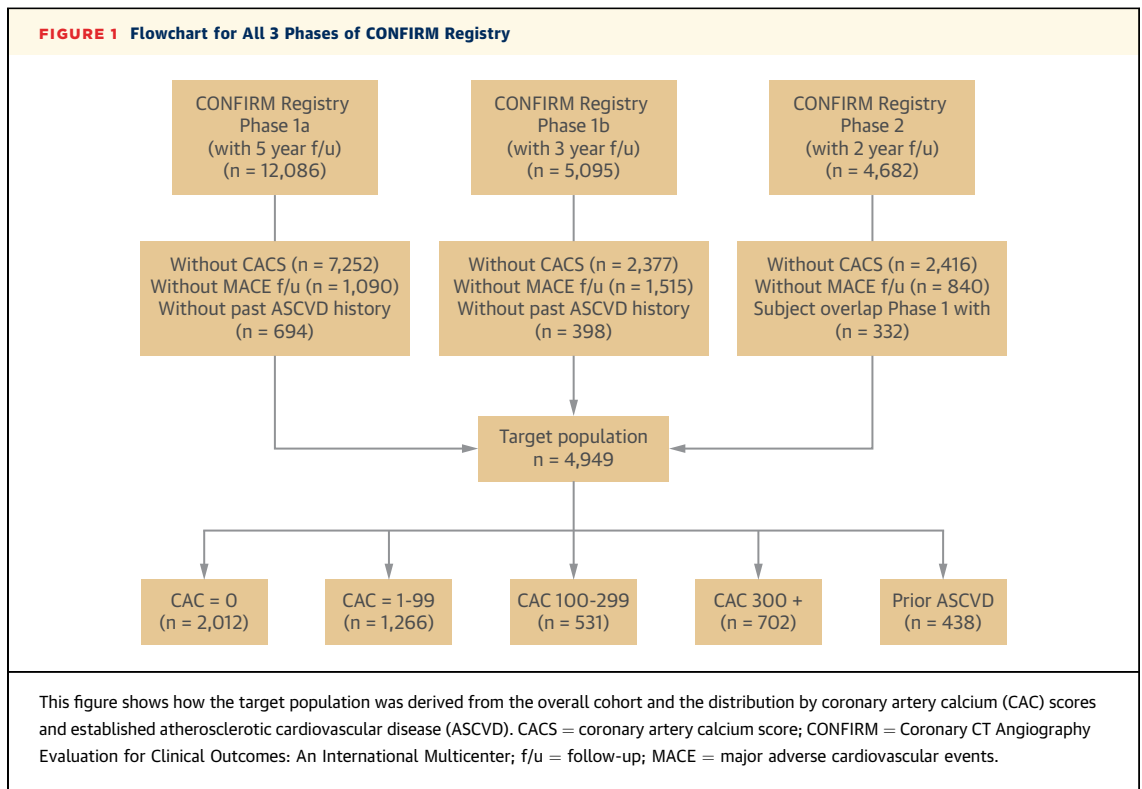 FIGURE 1 Flowchart for All 3 Phases of CONFIRM Registry
CONFIRM Registry
Phase 1a
(with 5 year f/u)
(n = 12,086)
CONFIRM Registry
Phase 1b
(with 3 year f/u)
(n = 5,095)
CONFIRM Registry
Phase 2
(with 2 year f/u)
(n = 4,682)
Without CACS (n = 7,252)
Without MACE f/u (n = 1,090)
Without past ASCVD history
(n = 694)
Without CACS (n = 2,377)
Without MACE f/u (n = 1,515)
Without past ASCVD history
(n = 398)
Without CACS (n = 2,416)
Without MACE f/u (n = 840)
Subject overlap Phase 1 with
(n = 332)
Target population
n = 4,949
CAC = 0
(n = 2,012)
CAC = 1-99
(n = 1,266)
CAC 100-299
(n = 531)
CAC 300 +
(n = 702)
Prior ASCVD
(n = 438)
This figure shows how the target population was derived from the overall cohort and the distribution by coronary artery calcium (CAC) scores
and established atherosclerotic cardiovascular disease (ASCVD). CACS = coronary artery calcium score; CONFIRM = Coronary CT Angiography
Evaluation for Clinical Outcomes: An International Multicenter; f/u = follow-up; MACE = major adverse cardiovascular events.